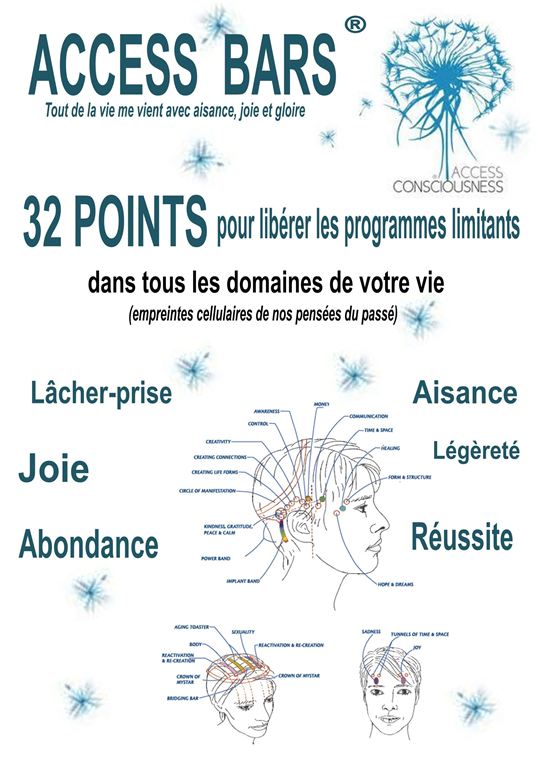 ACCESS BARS ®
Tout de la vie me vient avec aisance, joie et gloire
® ACCESS
CONSCIOUSNESS
32 POINTS pour libérer les programmes limitants
dans tous les domaines de votre vie
(empreintes cellulaires de nos pensées du passé)
Lâcher-prise
Joie
Abondance
Aisance
Légèreté
Réussite
MONEY
AWARENESS
CONTROL
COMMUNICATION
TIME & SPACE
CREATIVITY
HEALING
CREATING CONNECTIONS
CREATING LIFE FORMS
FORM & STRUCTURE
CIRCLE OF MANIFESTATION
KINDNESS, GRATITUDE,
PEACE & CALM
POWER BAND
IMPLANT BAND
HOPE & DREAMS
AGING TOASTER
SEXUALITY
BODY
REACTIVATION & RE-CREATION
REACTIVATION
& RE-CREATION
CROWN OF
MYSTAR
CROWN OF MYSTAR
BRIDGING BAR
SADNESS
TUNNELS OF TIME & SPACE
JOY